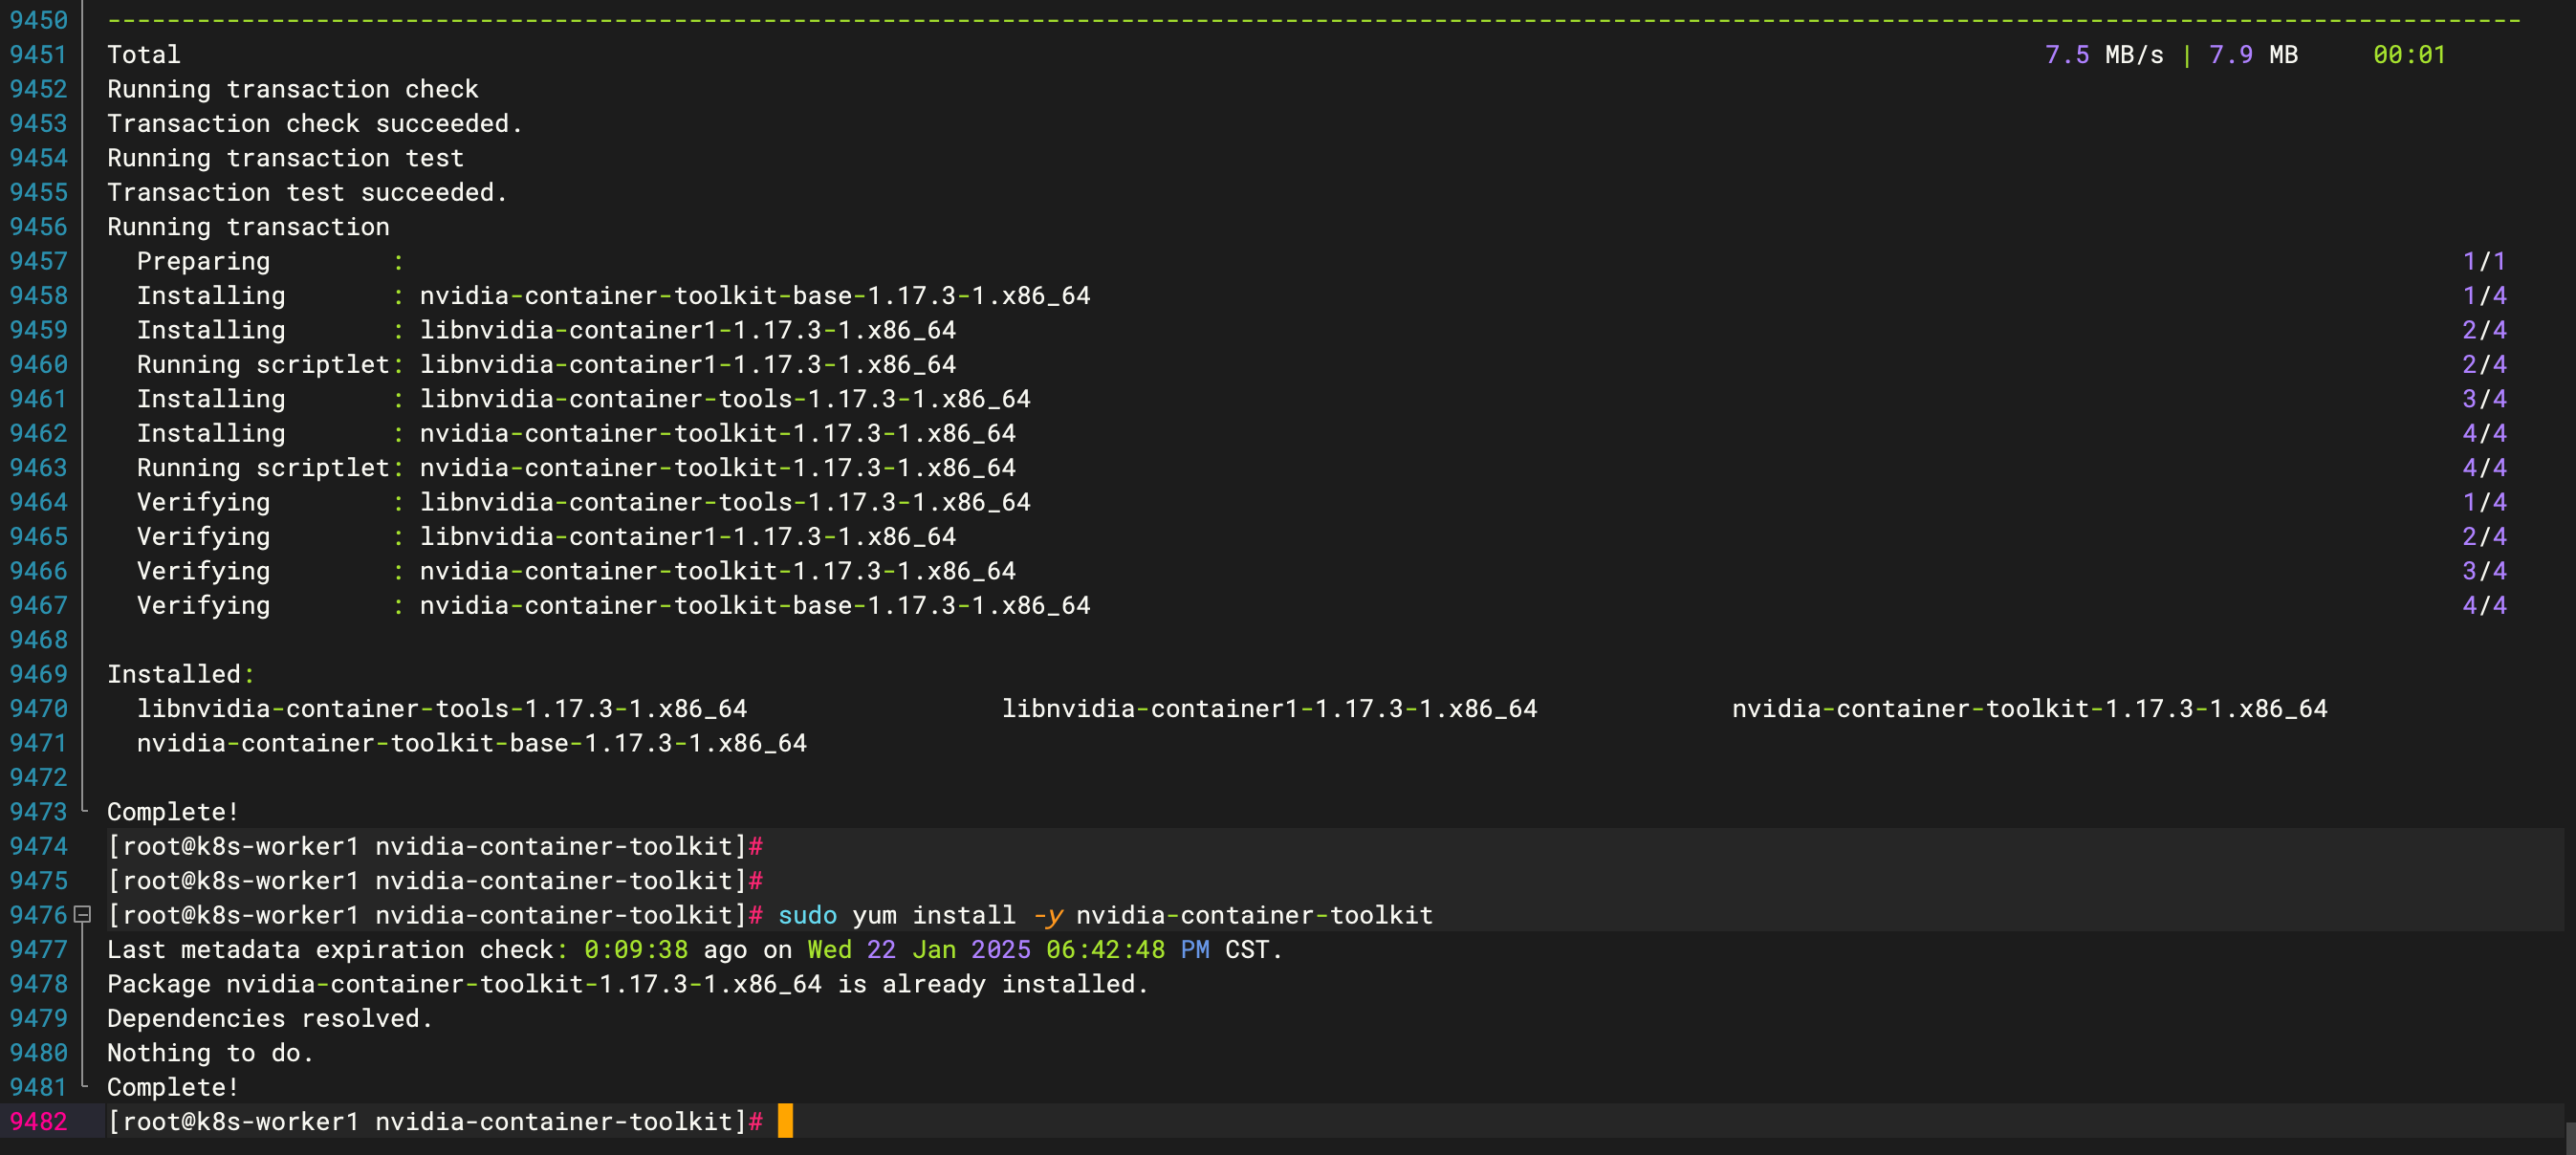 9450 ------------------------------------------------------------------------------------------------------------------------------------------------------------------
9451 Total 7.5 MB/s | 7.9 MB 00:01
9452 Running transaction check
9453 Transaction check succeeded.
9454 Running transaction test
9455 Transaction test succeeded.
9456 Running transaction
9457 Preparing : 1/1
9458 Installing : nvidia-container-toolkit-base-1.17.3-1.x86_64 1/4
9459 Installing : libnvidia-container1-1.17.3-1.x86_64 2/4
9460 Running scriptlet: libnvidia-container1-1.17.3-1.x86_64 2/4
9461 Installing : libnvidia-container-tools-1.17.3-1.x86_64 3/4
9462 Installing : nvidia-container-toolkit-1.17.3-1.x86_64 4/4
9463 Running scriptlet: nvidia-container-toolkit-1.17.3-1.x86_64 4/4
9464 Verifying : libnvidia-container-tools-1.17.3-1.x86_64 1/4
9465 Verifying : libnvidia-container1-1.17.3-1.x86_64 2/4
9466 Verifying : nvidia-container-toolkit-1.17.3-1.x86_64 3/4
9467 Verifying : nvidia-container-toolkit-base-1.17.3-1.x86_64 4/4
9468
9469 Installed:
9470 libnvidia-container-tools-1.17.3-1.x86_64 libnvidia-container1-1.17.3-1.x86_64 nvidia-container-toolkit-1.17.3-1.x86_64
9471 nvidia-container-toolkit-base-1.17.3-1.x86_64
9472
9473 Complete!
9474 [root@k8s-worker1 nvidia-container-toolkit]#
9475 [root@k8s-worker1 nvidia-container-toolkit]#
9476 [root@k8s-worker1 nvidia-container-toolkit]# sudo yum install -y nvidia-container-toolkit
9477 Last metadata expiration check: 0:09:38 ago on Wed 22 Jan 2025 06:42:48 PM CST.
9478 Package nvidia-container-toolkit-1.17.3-1.x86_64 is already installed.
9479 Dependencies resolved.
9480 Nothing to do.
9481 Complete!
9482 [root@k8s-worker1 nvidia-container-toolkit]#